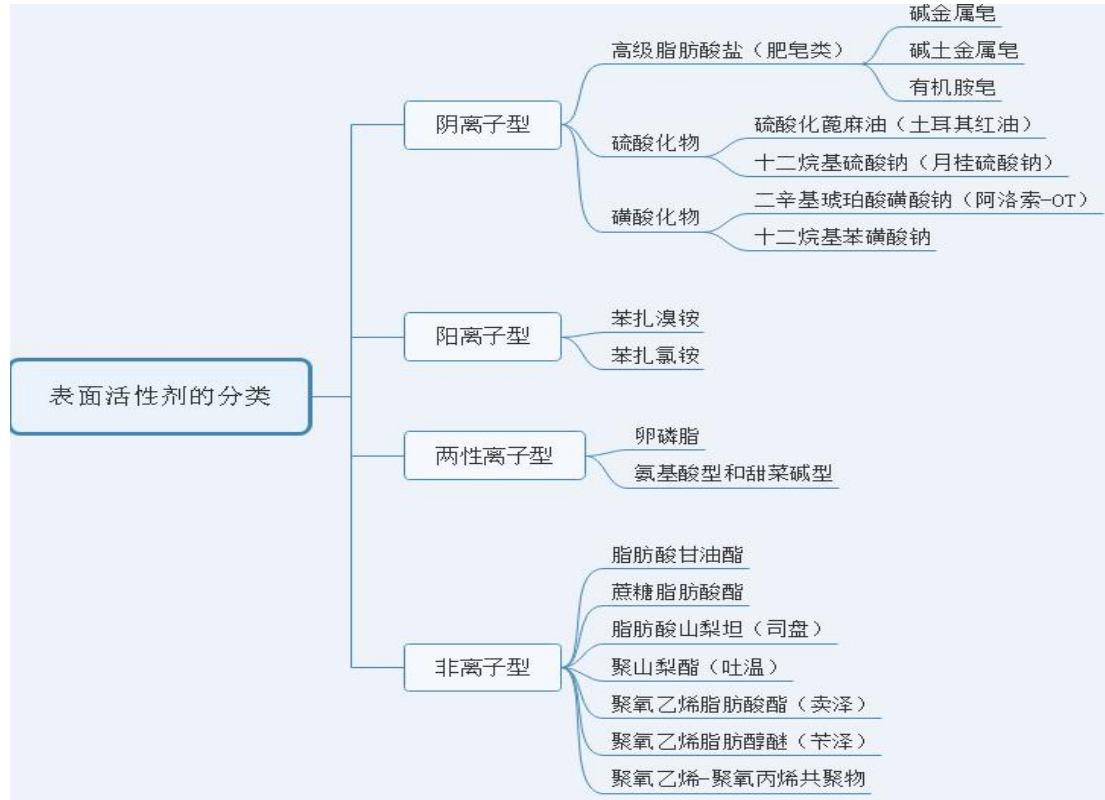 表面活性剂的分类
阴离子型
高级脂肪酸盐（肥皂类）
碱金属皂
碱土金属皂
有机胺皂
硫酸化物
硫酸化蓖麻油（土耳其红油）
十二烷基硫酸钠（月桂硫酸钠）
磺酸化物
二辛基琥珀酸磺酸钠（阿洛索-OT）
十二烷基苯磺酸钠
阳离子型
苯扎溴铵
苯扎氯铵
两性离子型
卵磷脂
氨基酸型和甜菜碱型
非离子型
脂肪酸甘油酯
蔗糖脂肪酸酯
脂肪酸山梨坦（司盘）
聚山梨酯（吐温）
聚氧乙烯脂肪酸酯（卖泽）
聚氧乙烯脂肪醇醚（苄泽）
聚氧乙烯-聚氧丙烯共聚物